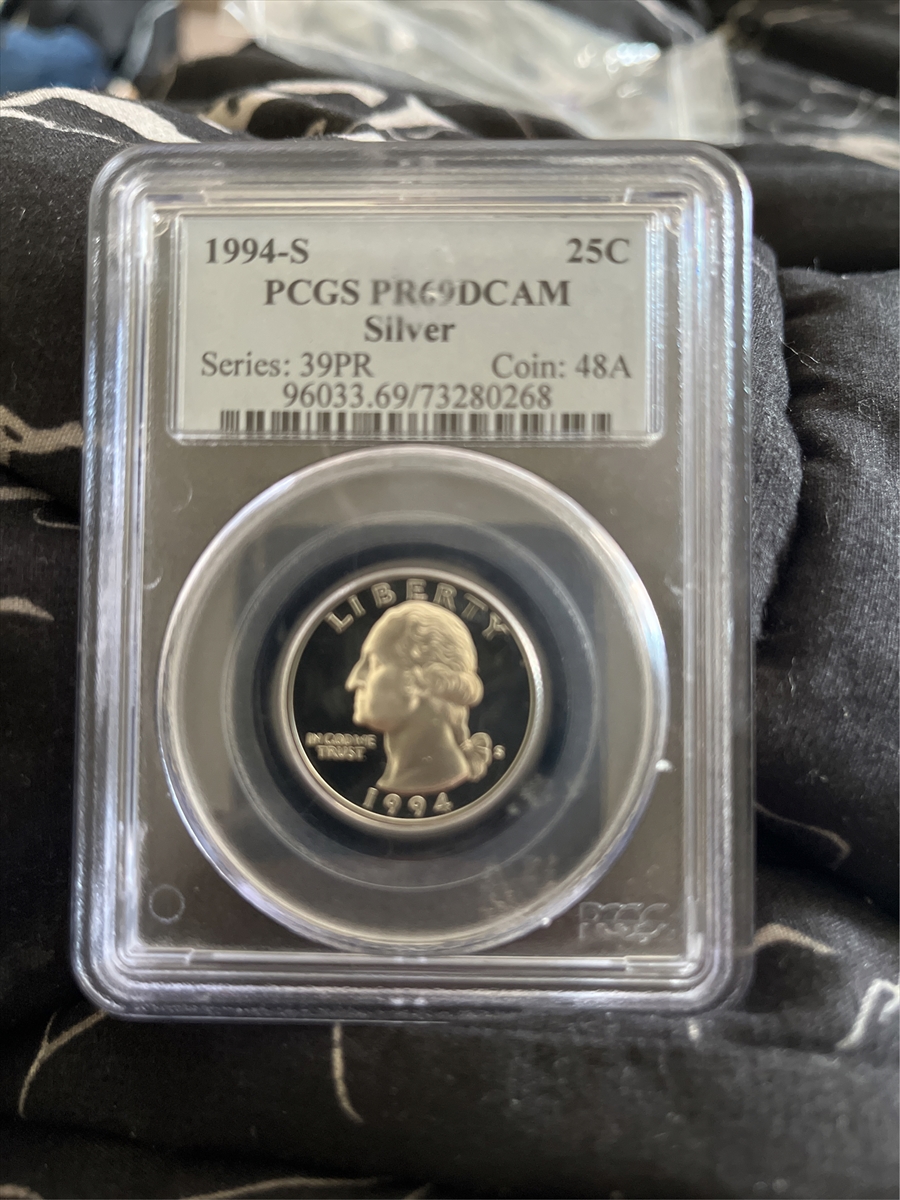 1994-S 25C
PCGS PR69DCAM
Silver
Series: 39PR Coin: 48A
96033.69/73280268
LIBERTY
IN GOD WE
TRUST
S
1994
PCGS